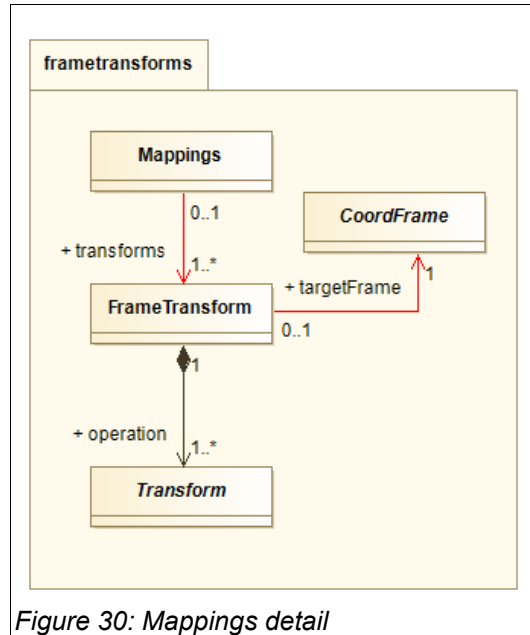 frametransforms
Mappings
0..1
+ transforms
1..*
CoordFrame
1
+ targetFrame
FrameTransform
0..1
1
+ operation
1..*
Transform
Figure 30: Mappings detail